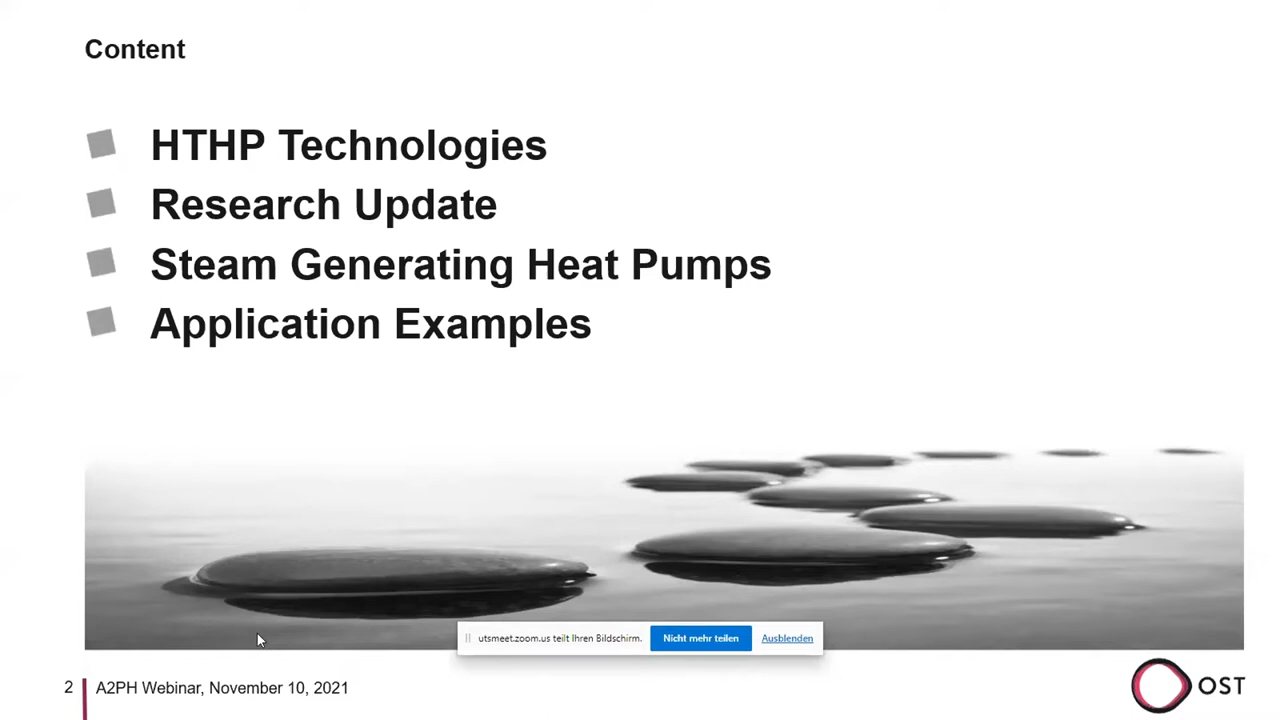 Content
HTHP Technologies
Research Update
Steam Generating Heat Pumps
Application Examples
utsmeet.zoom.us teilt Ihren Bildschirm. Nicht mehr teilen Ausblenden
2 A2PH Webinar, November 10, 2021
OST